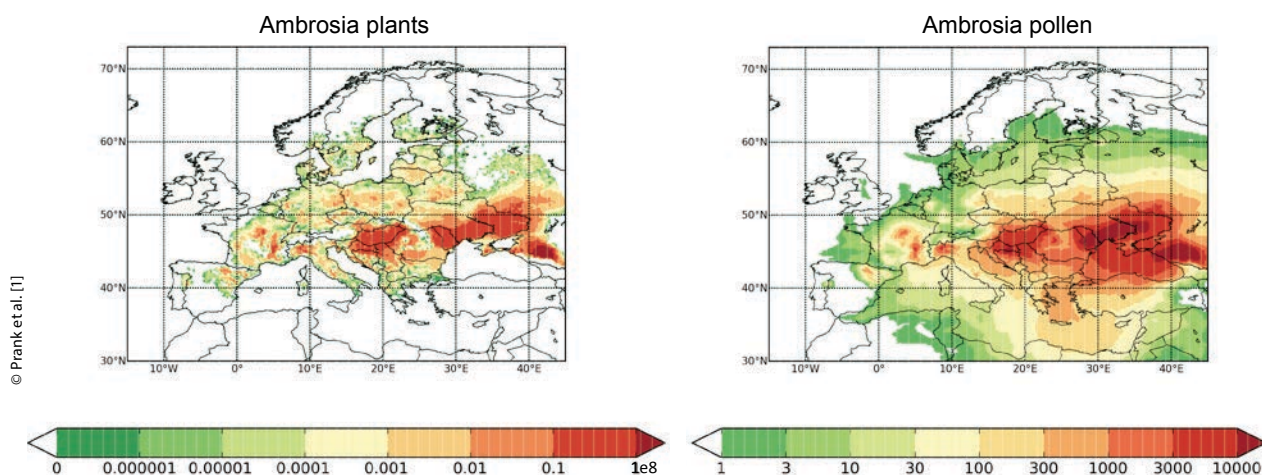 Ambrosia plants
70°N
60°N
50°N
40°N
30°N
10°W 0° 10°E 20°E 30°E 40°E
0 0.000001 0.00001 0.0001 0.001 0.01 0.1 1e8
Ambrosia pollen
70°N
60°N
50°N
40°N
30°N
10°W 0° 10°E 20°E 30°E 40°E
1 3 10 30 100 300 1000 3000 10000
© Prank et al. [1]